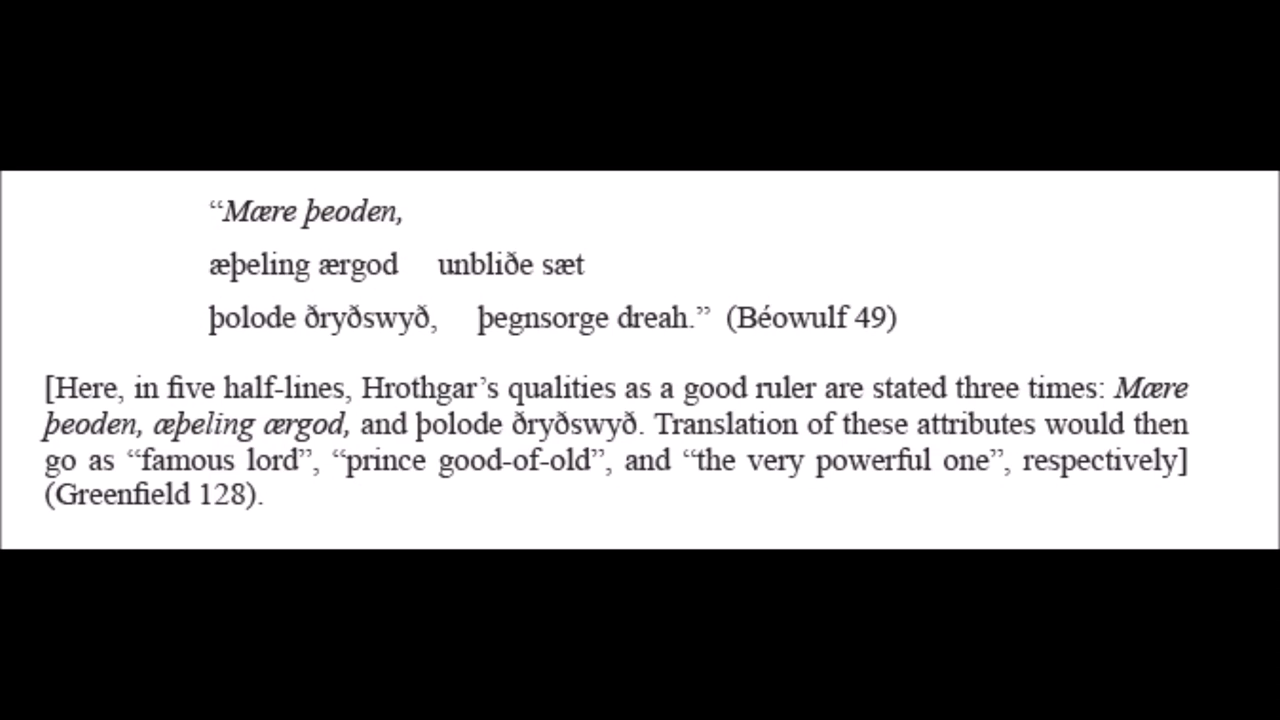 “Mære þeoden,
æþeling ærgod unbliðe sæt
þolode ðryðswyð, þegnsorge dreah.” (Béowulf 49)
[Here, in five half-lines, Hrothgar’s qualities as a good ruler are stated three times: Mære
þeoden, æþeling ærgod, and þolode ðryðswyð. Translation of these attributes would then
go as “famous lord”, “prince good-of-old”, and “the very powerful one”, respectively]
(Greenfield 128).